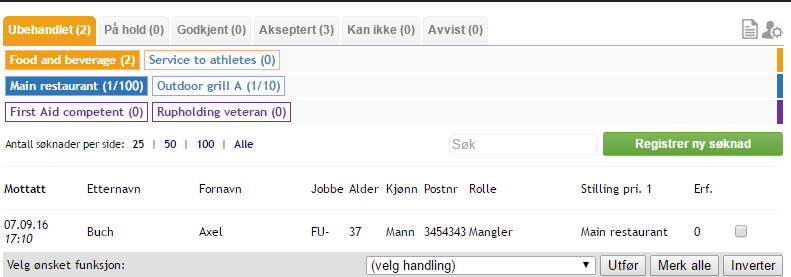 Ubehandlet (2) På hold (0) Godkjent (0) Akseptert (3) Kan ikke (0) Avvist (0)
Food and beverage (2) Service to athletes (0)
Main restaurant (1/100) Outdoor grill A (1/10)
First Aid competent (0) Rupholding veteran (0)
Antall søknader per side: 25 | 50 | 100 | Alle Søk Registrer ny søknad
Mottatt Etternavn Fornavn Jobbe Alder Kjønn Postnr Rolle Stilling pri. 1 Erf.
07.09.16
17:10 Buch Axel FU- 37 Mann 3454343 Mangler Main restaurant 0
Velg ønsket funksjon: (velg handling) Utfør Merk alle Inverter